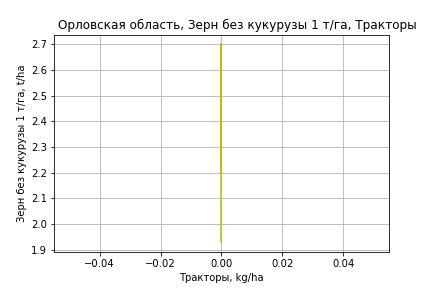 Орловская область, Зерн без кукурузы 1 т/га, Тракторы
2.7
2.6
2.5
2.4
2.3
2.2
2.1
2.0
1.9
Зерн без кукурузы 1 т/га, t/ha
−0.04 −0.02 0.00 0.02 0.04
Тракторы, kg/ha